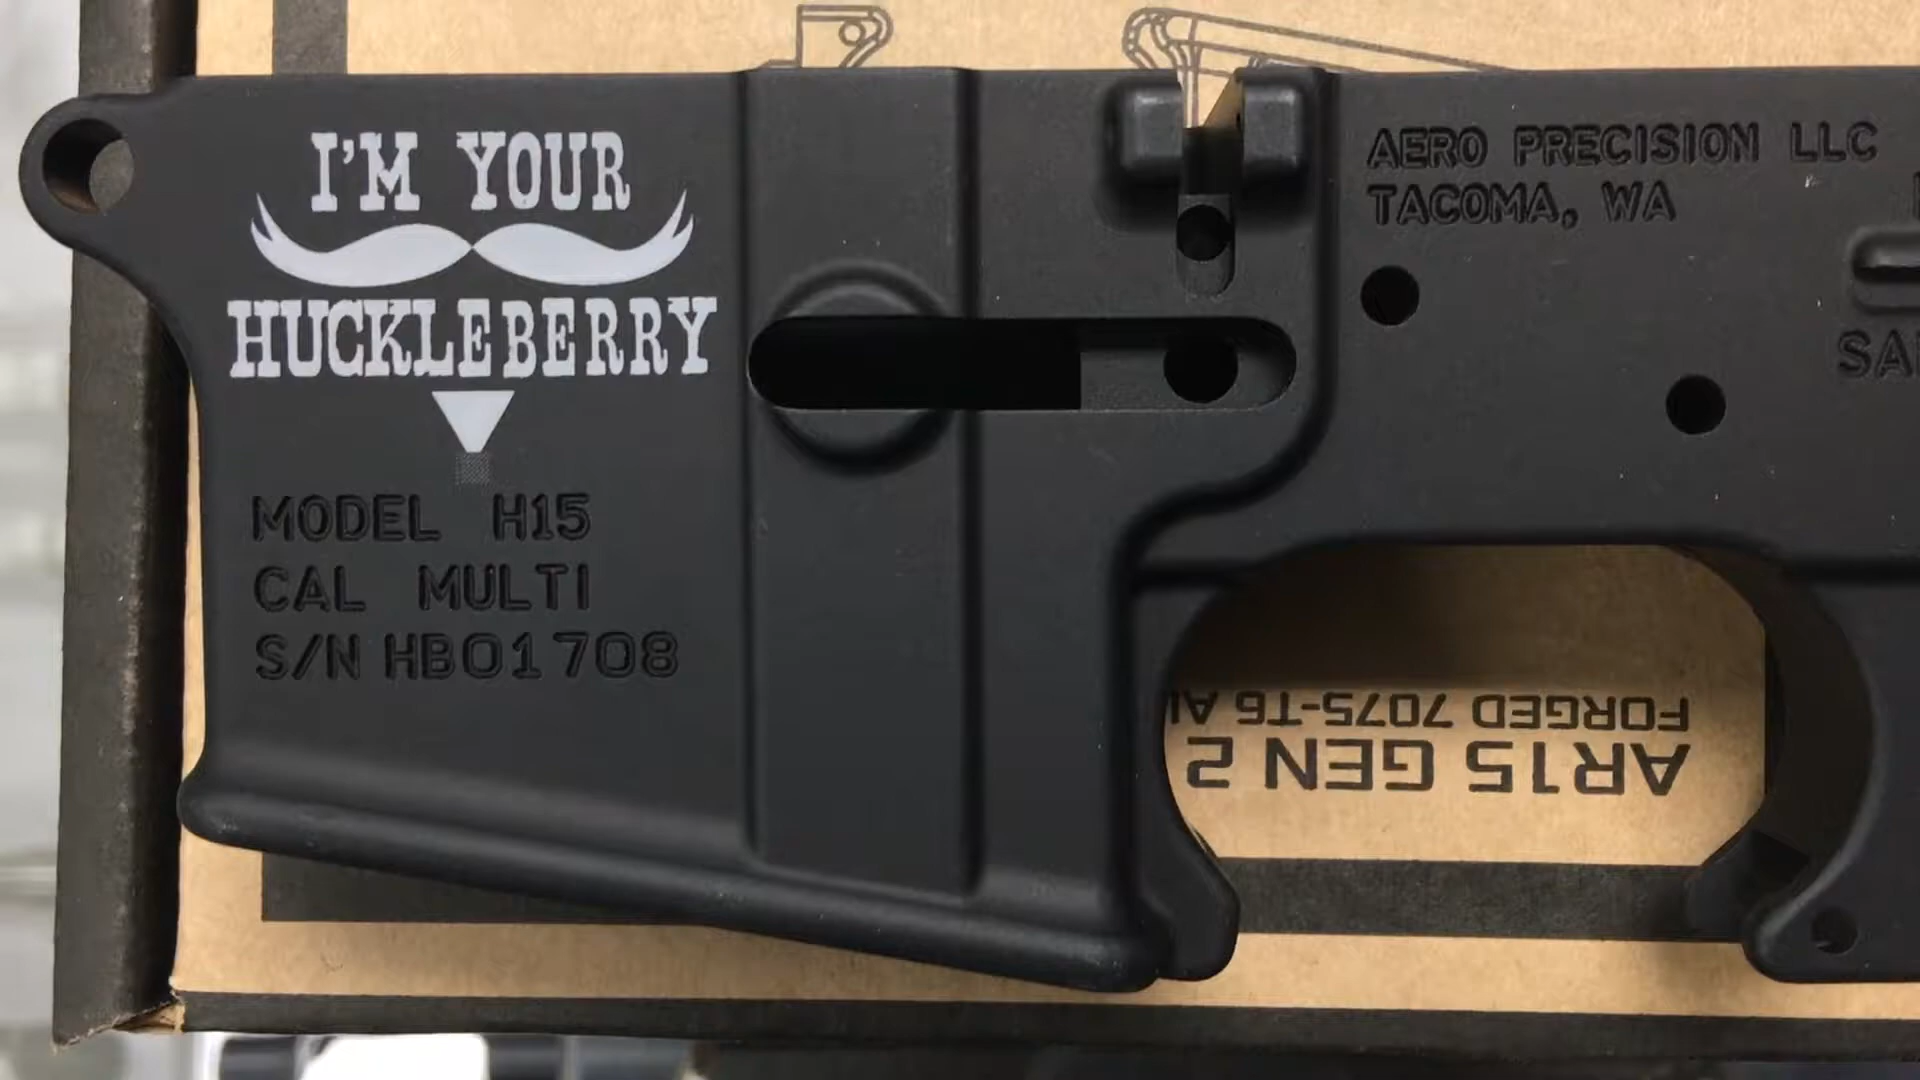 I'M YOUR
HUCKLEBERRY
MODEL H15
CAL MULTI
S/N HB01708
AERO PRECISION LLC
TACOMA, WA
AR15 GEN 2
FORGED 7075-T6